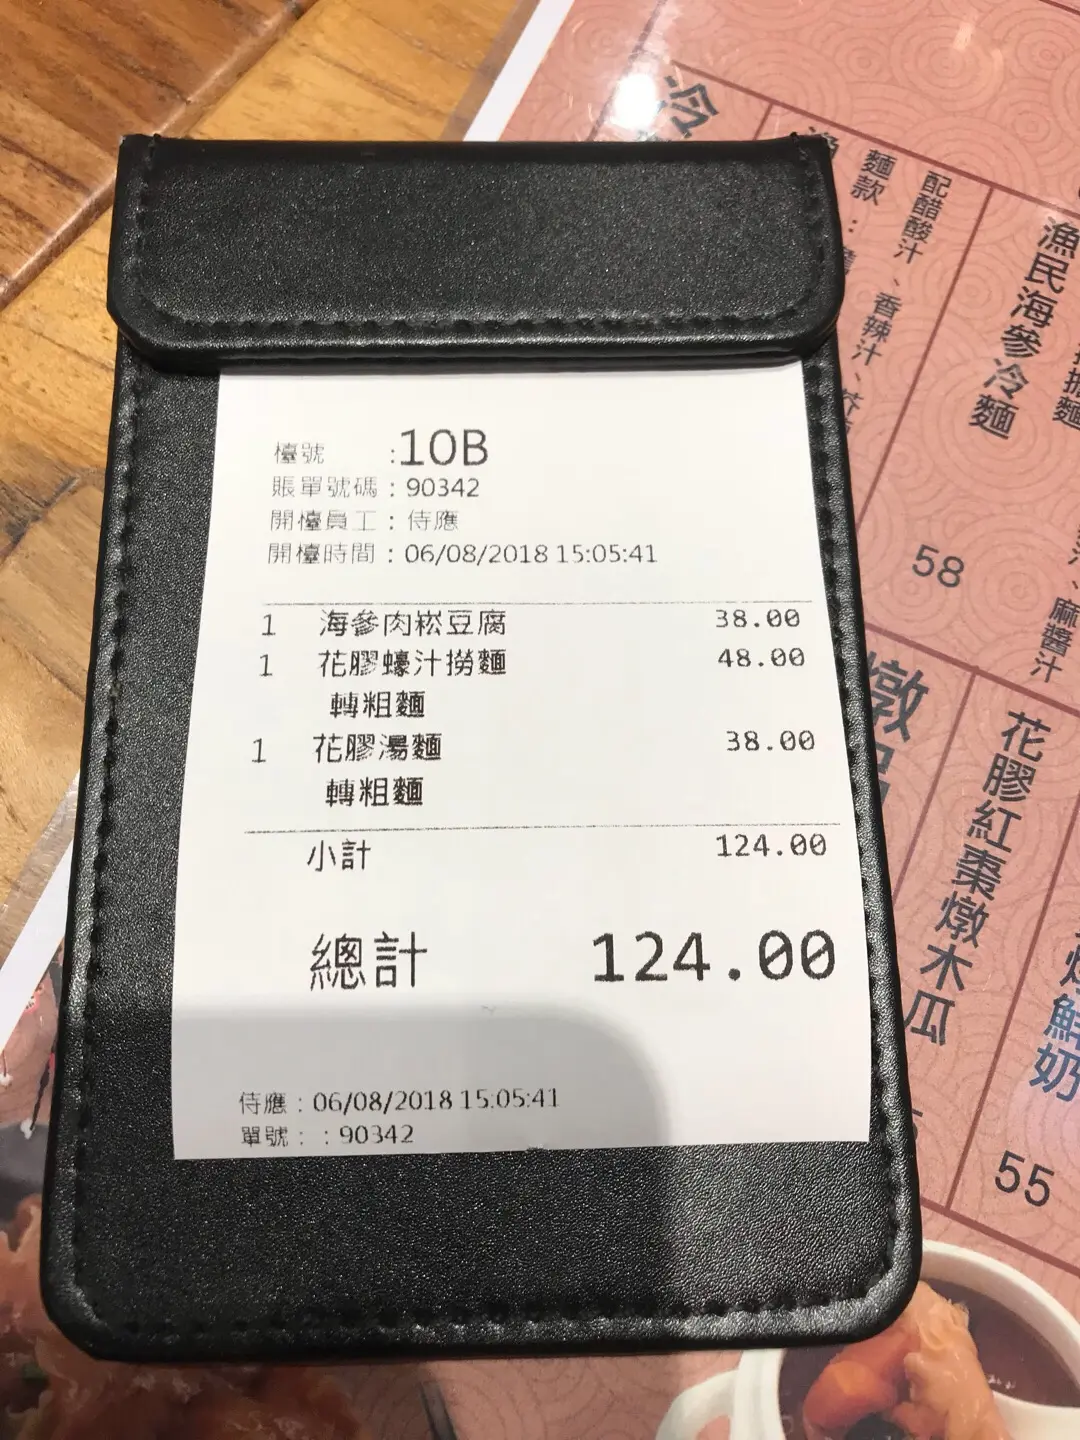 檯號 :10B
賬單號碼 : 90342
開檯員工 : 侍應
開檯時間 : 06/08/2018 15:05:41
1 海參肉崧豆腐 38.00
1 花膠蠔汁撈麵 48.00
轉粗麵
1 花膠湯麵 38.00
轉粗麵
小計 124.00
總計 124.00
侍應 : 06/08/2018 15:05:41
單號 : : 90342
冷
麵款：
配醋酸汁、香辣汁、
漁民海參冷麵
58
麻醬汁
燉
花膠紅棗燉木瓜
55
鮮奶